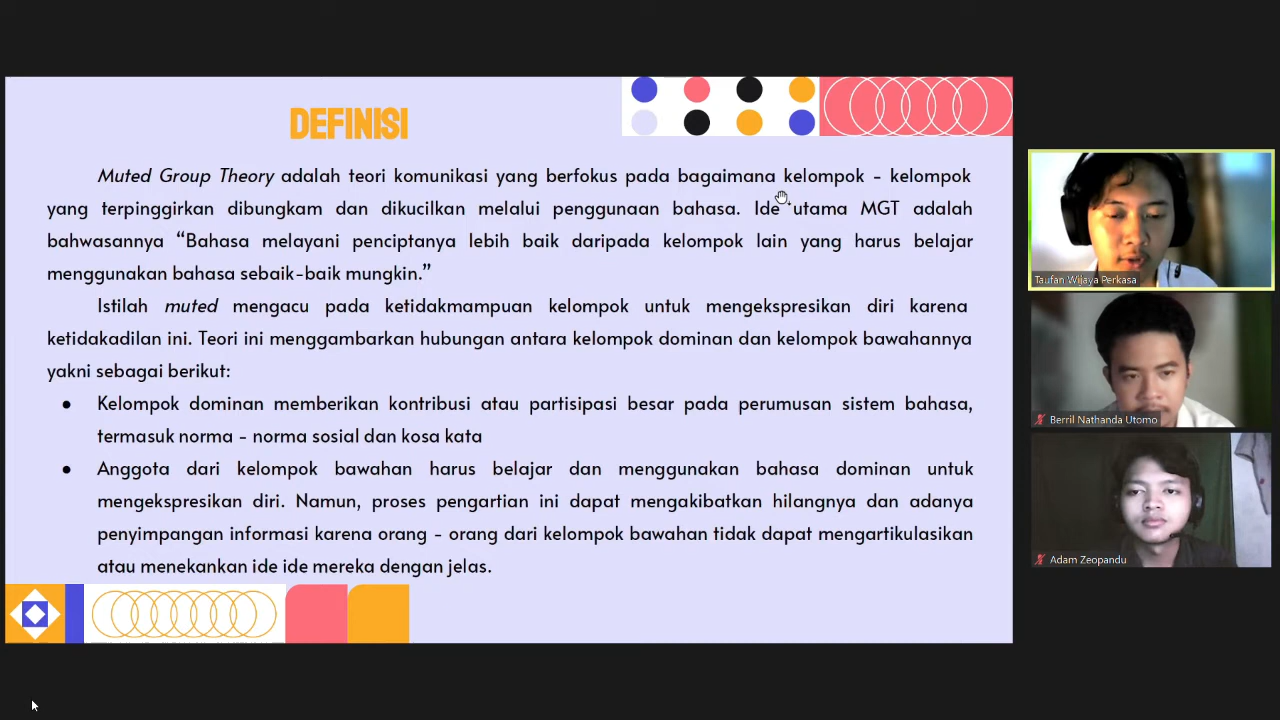 DEFINISI
Muted Group Theory adalah teori komunikasi yang berfokus pada bagaimana kelompok - kelompok
yang terpinggirkan dibungkam dan dikucilkan melalui penggunaan bahasa. Ide utama MGT adalah
bahwasannya “Bahasa melayani penciptanya lebih baik daripada kelompok lain yang harus belajar
menggunakan bahasa sebaik-baik mungkin.”
Istilah muted mengacu pada ketidakmampuan kelompok untuk mengekspresikan diri karena
ketidakadilan ini. Teori ini menggambarkan hubungan antara kelompok dominan dan kelompok bawahannya
yakni sebagai berikut:
● Kelompok dominan memberikan kontribusi atau partisipasi besar pada perumusan sistem bahasa,
termasuk norma - norma sosial dan kosa kata
● Anggota dari kelompok bawahan harus belajar dan menggunakan bahasa dominan untuk
mengekspresikan diri. Namun, proses pengartian ini dapat mengakibatkan hilangnya dan adanya
penyimpangan informasi karena orang - orang dari kelompok bawahan tidak dapat mengartikulasikan
atau menekankan ide ide mereka dengan jelas.
Taufan Wijaya Perkasa
Berril Nathanda Utomo
Adam Zeopandu